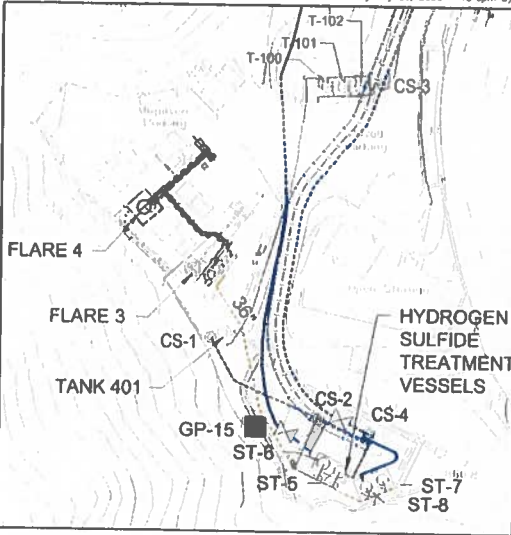 T-102
T-101
T-100
CS-3
FLARE 4
FLARE 3
36"
CS-1
TANK 401
HYDROGEN
SULFIDE
TREATMENT
VESSELS
CS-2
CS-4
GP-15
ST-6
ST-5
ST-7
ST-8